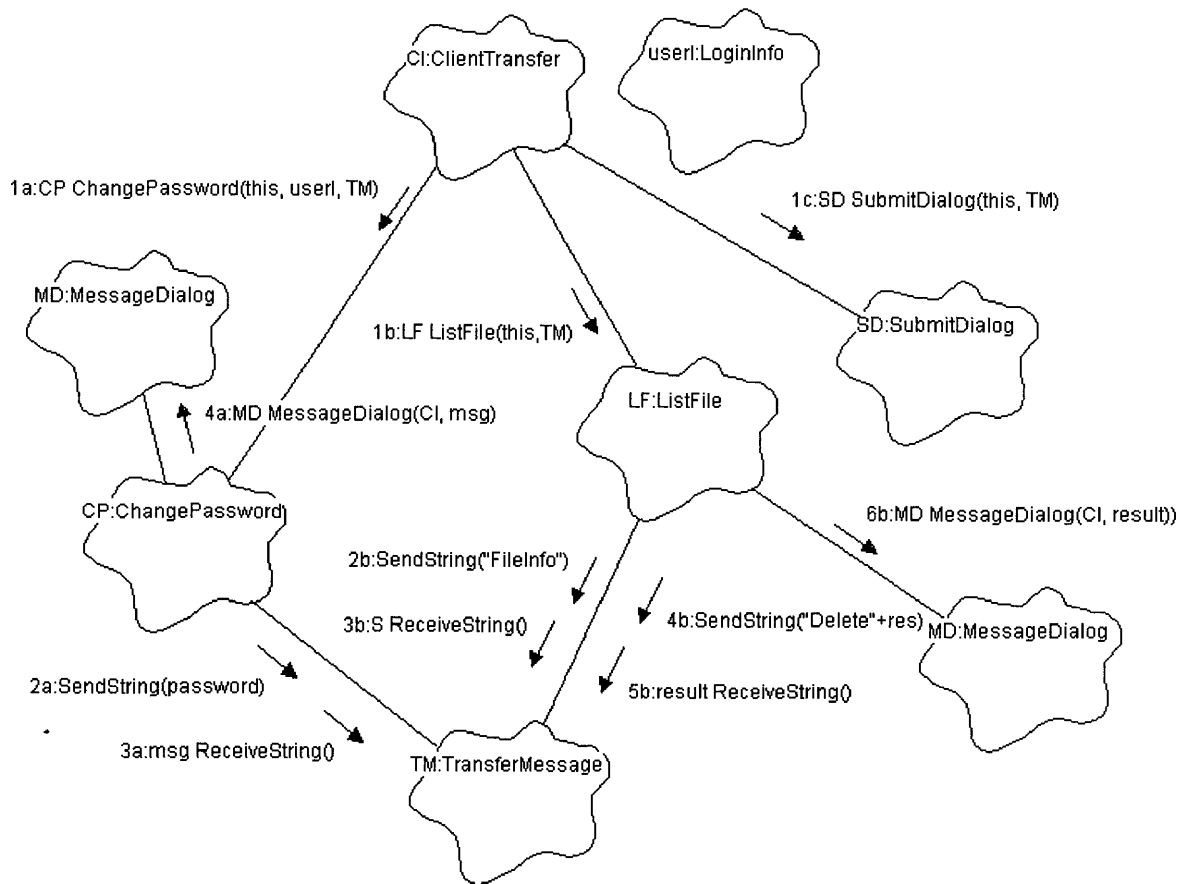 CI:ClientTransfer
userI:LoginInfo
1a:CP ChangePassword(this, userI, TM)
1c:SD SubmitDialog(this, TM)
MD:MessageDialog
1b:LF ListFile(this,TM)
SD:SubmitDialog
LF:ListFile
4a:MD MessageDialog(CI, msg)
CP:ChangePassword
6b:MD MessageDialog(CI, result))
2b:SendString("FileInfo")
3b:S ReceiveString()
4b:SendString("Delete"+res)
MD:MessageDialog
2a:SendString(password)
5b:result ReceiveString()
3a:msg ReceiveString()
TM:TransferMessage